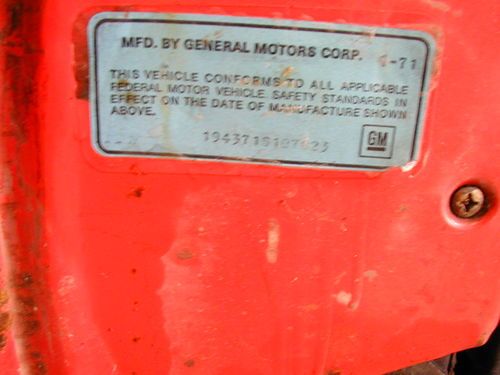 MFD. BY GENERAL MOTORS CORP. -71
THIS VEHICLE CONFORMS TO ALL APPLICABLE
FEDERAL MOTOR VEHICLE SAFETY STANDARDS IN
EFFECT ON THE DATE OF MANUFACTURE SHOWN
ABOVE.
GM